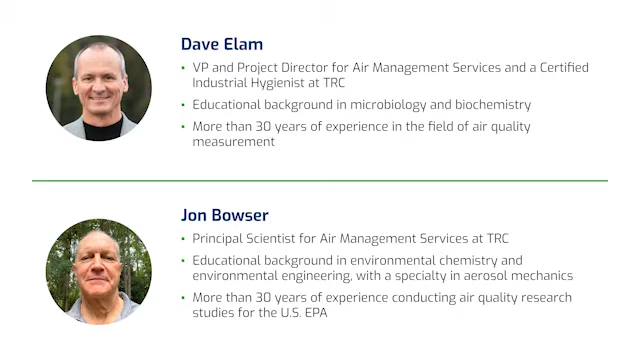 Dave Elam
• VP and Project Director for Air Management Services and a Certified
Industrial Hygienist at TRC
• Educational background in microbiology and biochemistry
• More than 30 years of experience in the field of air quality
measurement
Jon Bowser
• Principal Scientist for Air Management Services at TRC
• Educational background in environmental chemistry and
environmental engineering, with a specialty in aerosol mechanics
• More than 30 years of experience conducting air quality research
studies for the U.S. EPA